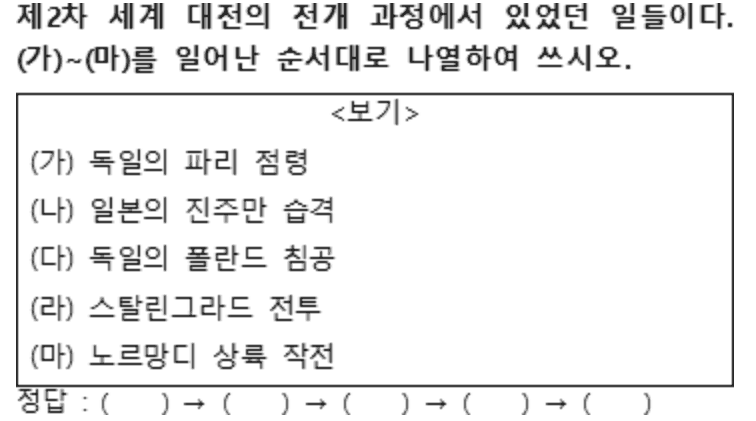 제2차 세계 대전의 전개 과정에서 있었던 일들이다.
(가)~(마)를 일어난 순서대로 나열하여 쓰시오.
<보기>
(가) 독일의 파리 점령
(나) 일본의 진주만 습격
(다) 독일의 폴란드 침공
(라) 스탈린그라드 전투
(마) 노르망디 상륙 작전
정답 : (    ) → (    ) → (    ) → (    ) → (    )